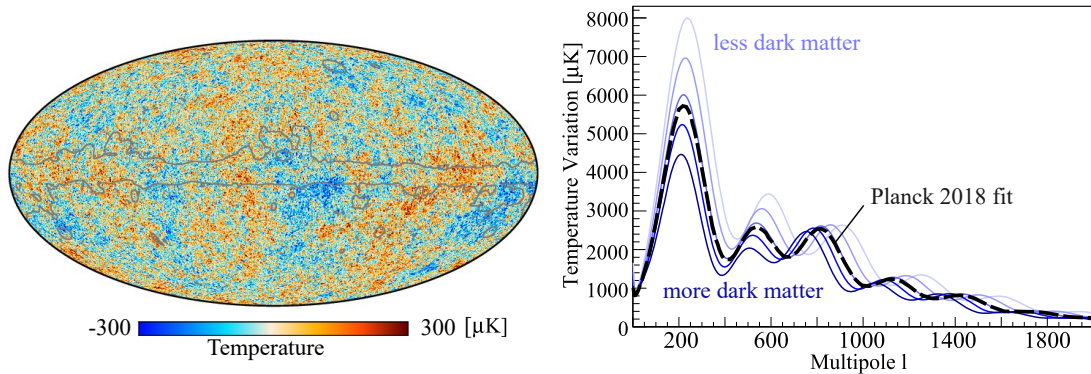 -300
300 [µK]
Temperature
Temperature Variation [µK]
8000
7000
6000
5000
4000
3000
2000
1000
0
less dark matter
Planck 2018 fit
more dark matter
200 600 1000 1400 1800
Multipole l